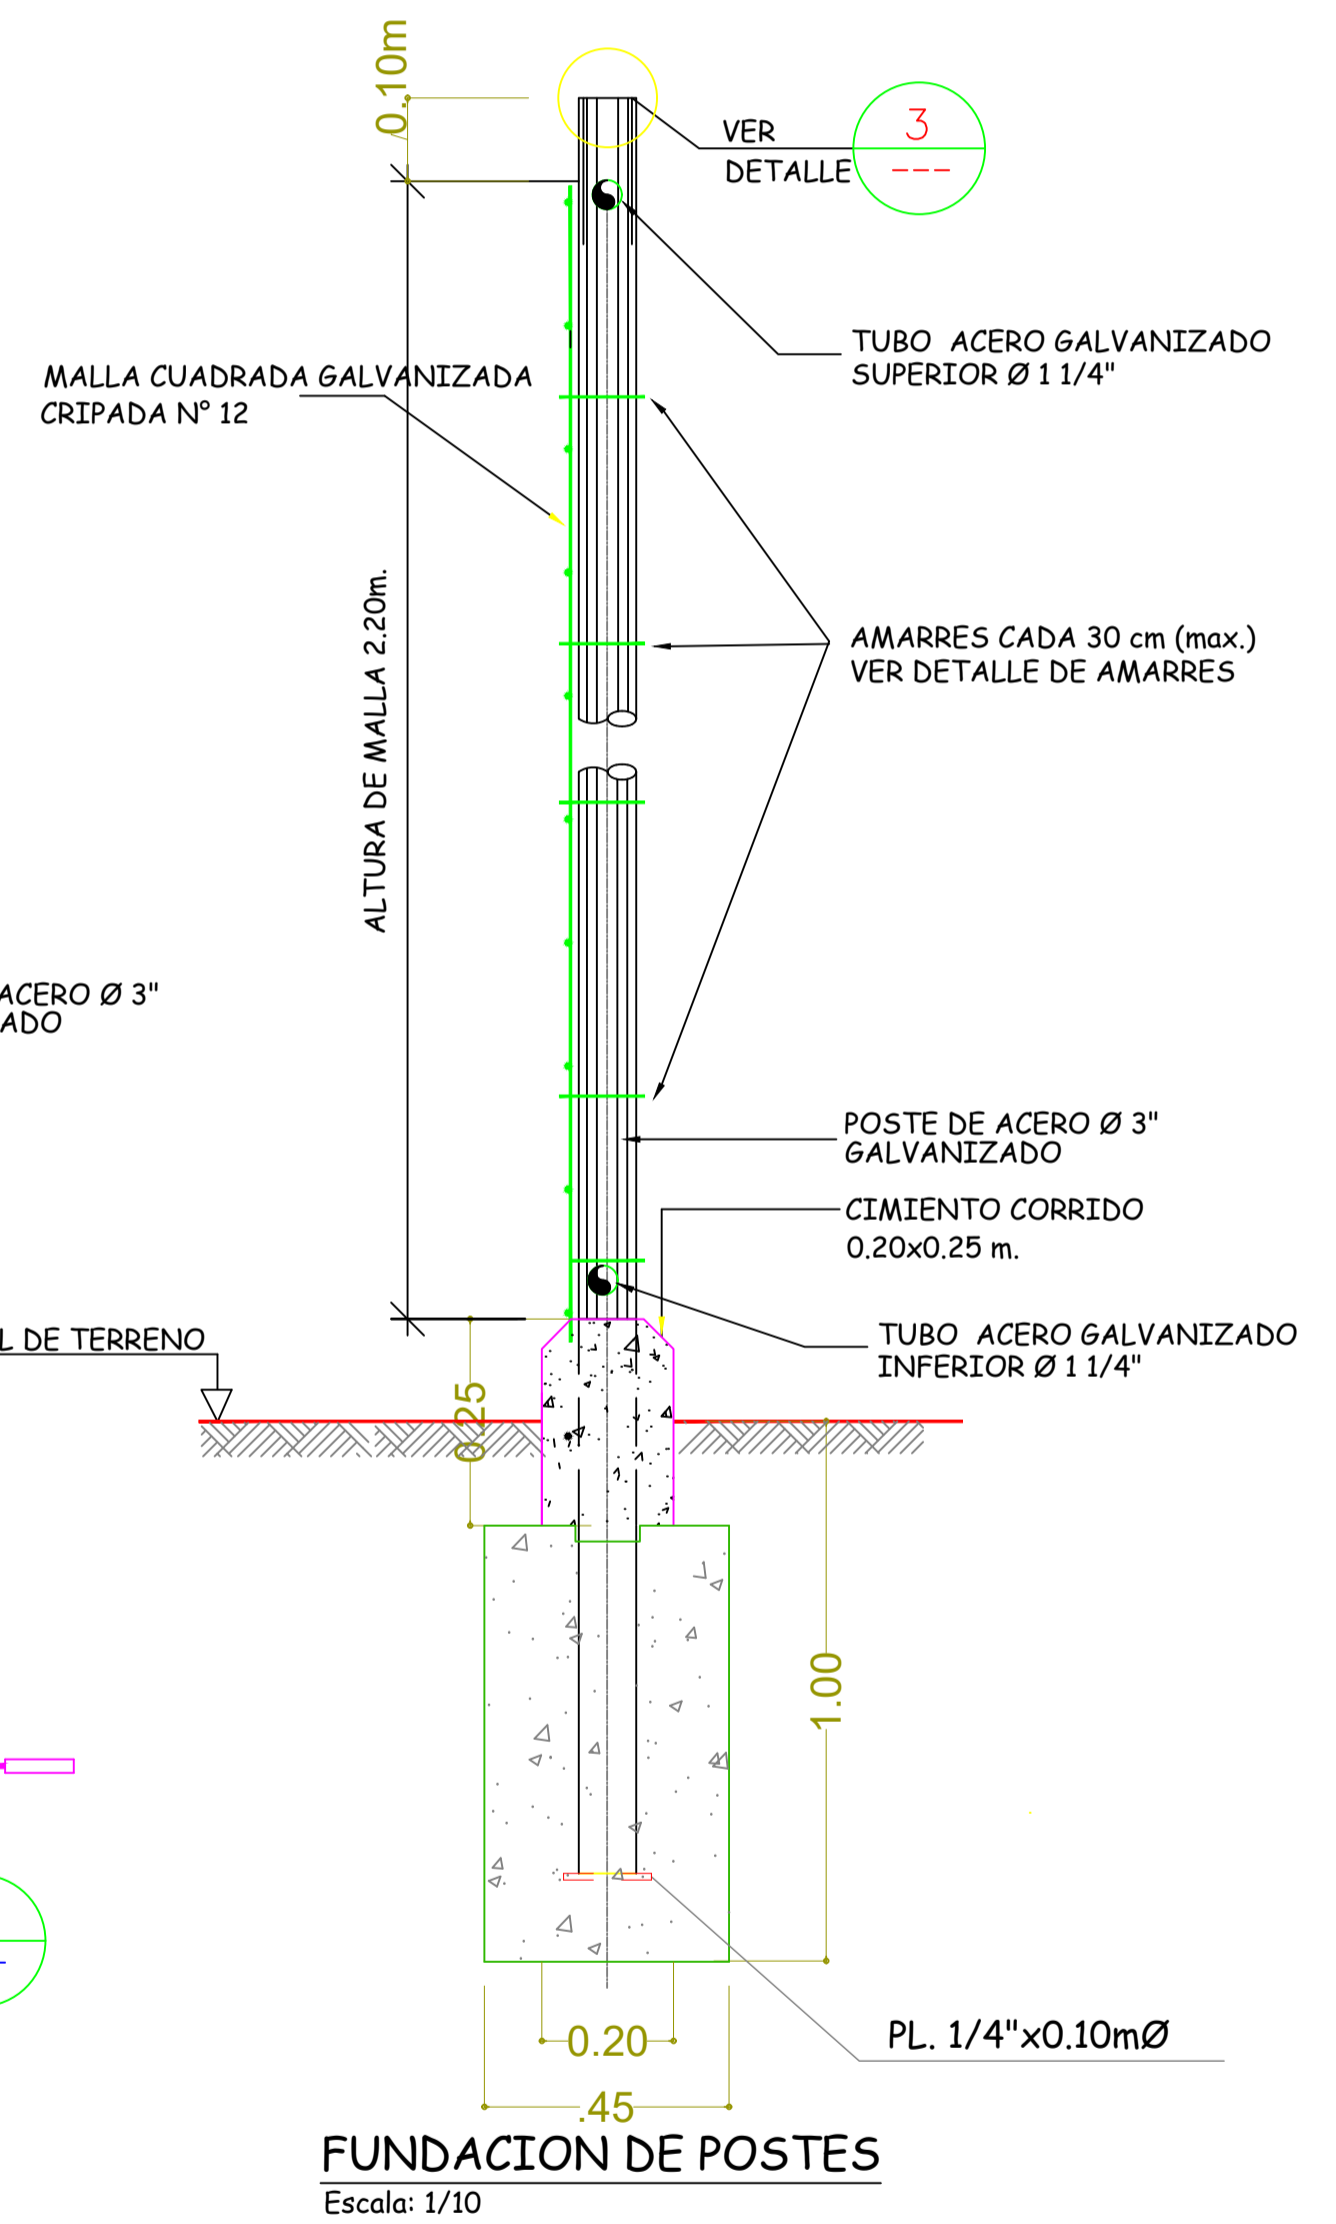 0.10m
VER
DETALLE
3
---
TUBO ACERO GALVANIZADO
SUPERIOR Ø 1 1/4"
MALLA CUADRADA GALVANIZADA
CRIPADA N° 12
ALTURA DE MALLA 2.20m.
AMARRES CADA 30 cm (max.)
VER DETALLE DE AMARRES
ACERO Ø 3"
ADO
POSTE DE ACERO Ø 3"
GALVANIZADO
CIMIENTO CORRIDO
0.20x0.25 m.
L DE TERRENO
TUBO ACERO GALVANIZADO
INFERIOR Ø 1 1/4"
0.25
1.00
0.20
.45
PL. 1/4"x0.10mØ
FUNDACION DE POSTES
Escala: 1/10